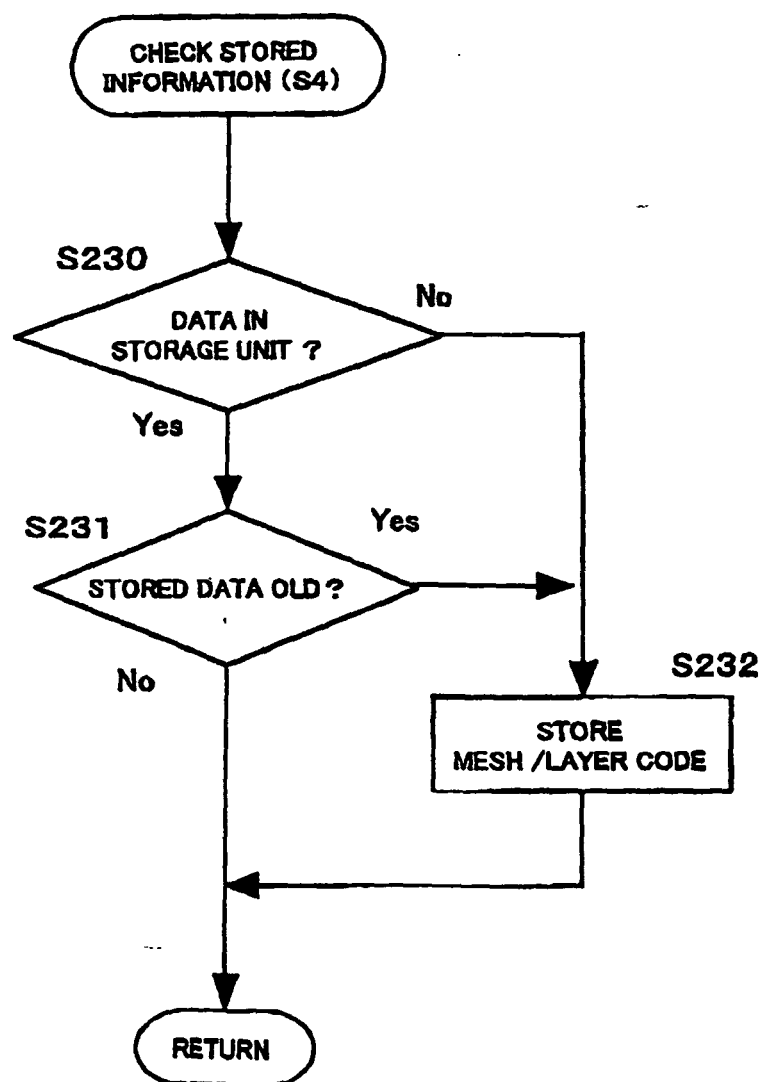 CHECK STORED
INFORMATION (S4)
S230
No
DATA IN
STORAGE UNIT ?
Yes
S231
Yes
STORED DATA OLD ?
No
S232
STORE
MESH /LAYER CODE
RETURN